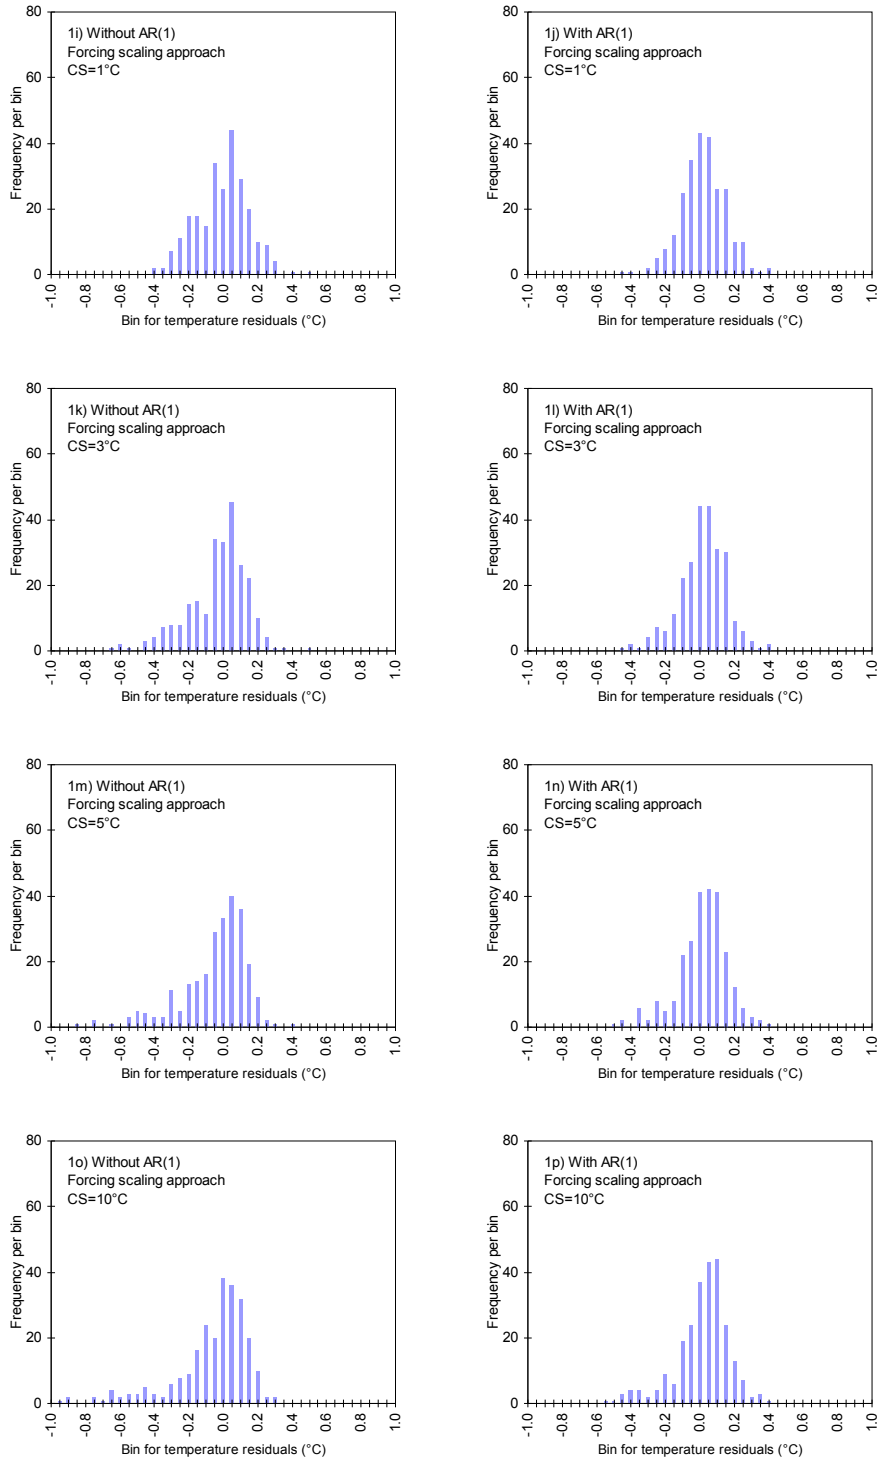 80
60
40
20
0
Frequency per bin
1i) Without AR(1)
Forcing scaling approach
CS=1°C
-1.0 -0.8 -0.6 -0.4 -0.2 0.0 0.2 0.4 0.6 0.8 1.0
Bin for temperature residuals (°C)
80
60
40
20
0
Frequency per bin
1j) With AR(1)
Forcing scaling approach
CS=1°C
-1.0 -0.8 -0.6 -0.4 -0.2 0.0 0.2 0.4 0.6 0.8 1.0
Bin for temperature residuals (°C)
80
60
40
20
0
Frequency per bin
1k) Without AR(1)
Forcing scaling approach
CS=3°C
-1.0 -0.8 -0.6 -0.4 -0.2 0.0 0.2 0.4 0.6 0.8 1.0
Bin for temperature residuals (°C)
80
60
40
20
0
Frequency per bin
1l) With AR(1)
Forcing scaling approach
CS=3°C
-1.0 -0.8 -0.6 -0.4 -0.2 0.0 0.2 0.4 0.6 0.8 1.0
Bin for temperature residuals (°C)
80
60
40
20
0
Frequency per bin
1m) Without AR(1)
Forcing scaling approach
CS=5°C
-1.0 -0.8 -0.6 -0.4 -0.2 0.0 0.2 0.4 0.6 0.8 1.0
Bin for temperature residuals (°C)
80
60
40
20
0
Frequency per bin
1n) With AR(1)
Forcing scaling approach
CS=5°C
-1.0 -0.8 -0.6 -0.4 -0.2 0.0 0.2 0.4 0.6 0.8 1.0
Bin for temperature residuals (°C)
80
60
40
20
0
Frequency per bin
1o) Without AR(1)
Forcing scaling approach
CS=10°C
-1.0 -0.8 -0.6 -0.4 -0.2 0.0 0.2 0.4 0.6 0.8 1.0
Bin for temperature residuals (°C)
80
60
40
20
0
Frequency per bin
1p) With AR(1)
Forcing scaling approach
CS=10°C
-1.0 -0.8 -0.6 -0.4 -0.2 0.0 0.2 0.4 0.6 0.8 1.0
Bin for temperature residuals (°C)